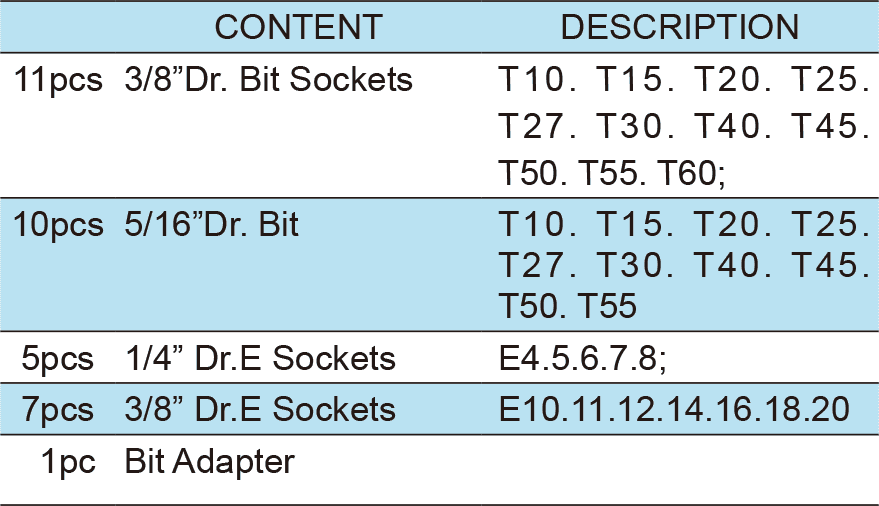 CONTENT DESCRIPTION
11pcs 3/8”Dr. Bit Sockets T10. T15. T20. T25.
T27. T30. T40. T45.
T50. T55. T60;
10pcs 5/16”Dr. Bit T10. T15. T20. T25.
T27. T30. T40. T45.
T50. T55
5pcs 1/4” Dr.E Sockets E4.5.6.7.8;
7pcs 3/8” Dr.E Sockets E10.11.12.14.16.18.20
1pc Bit Adapter